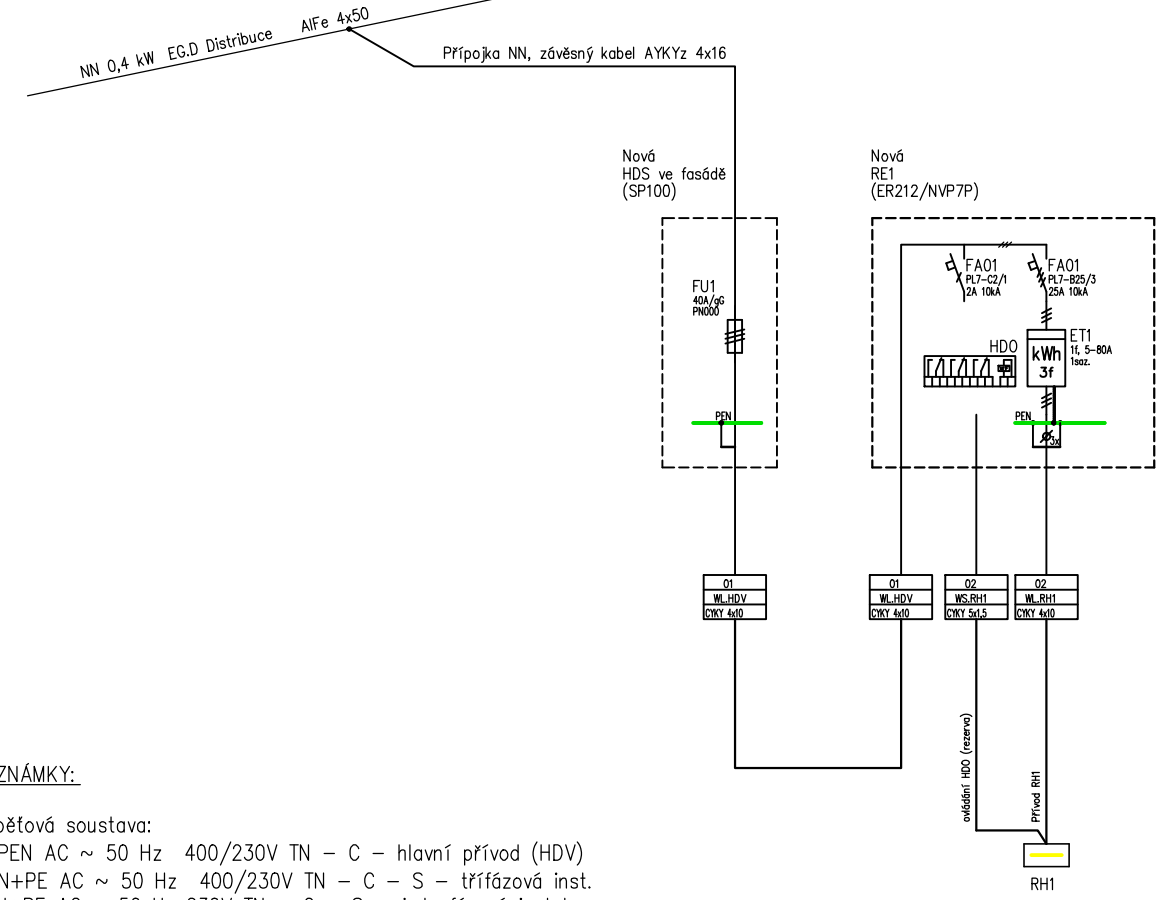 NN 0,4 kW EG.D Distribuce
AlFe 4x50
Přípojka NN, závěsný kabel AYKYz 4x16
Nová
HDS ve fasádě
(SP100)
Nová
RE1
(ER212/NVP7P)
FU1
40A/gG
PN000
FA01
PL7-C2/1
2A 10kA
FA01
PL7-B25/3
25A 10kA
HDO
kWh
3f
ET1
1f, 5-80A
1saz.
PEN
PEN
3x
01
WL.HDV
CYKY 4x10
01
WL.HDV
CYKY 4x10
02
WS.RH1
CYKY 5x1,5
02
WL.RH1
CYKY 4x10
ovládání HDO (rezerva)
Přívod RH1
RH1
ZNÁMKY:
pěťová soustava:
PEN AC ~ 50 Hz 400/230V TN - C - hlavní přívod (HDV)
N+PE AC ~ 50 Hz 400/230V TN - C - S - třífázová inst.